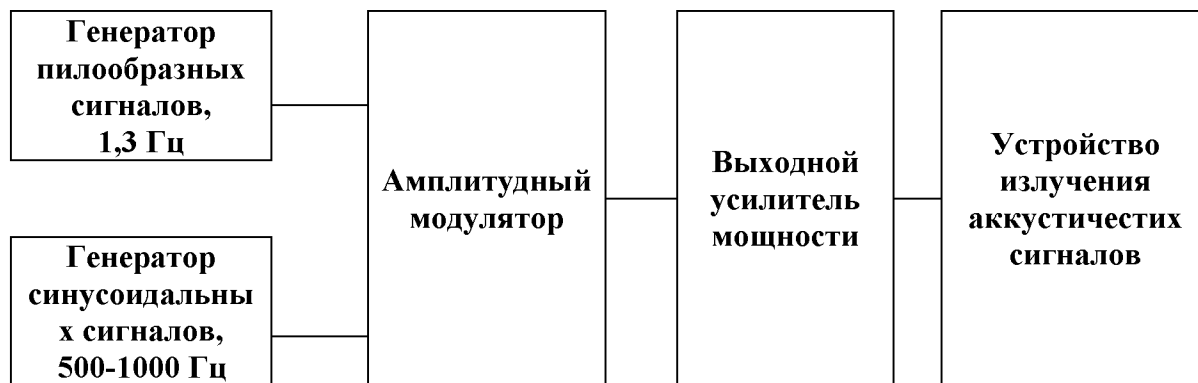 Генератор
пилообразных
сигналов,
1,3 Гц
Генератор
синусоидальны
х сигналов,
500-1000 Гц
Амплитудный
модулятор
Выходной
усилитель
мощности
Устройство
излучения
аккустичестих
сигналов